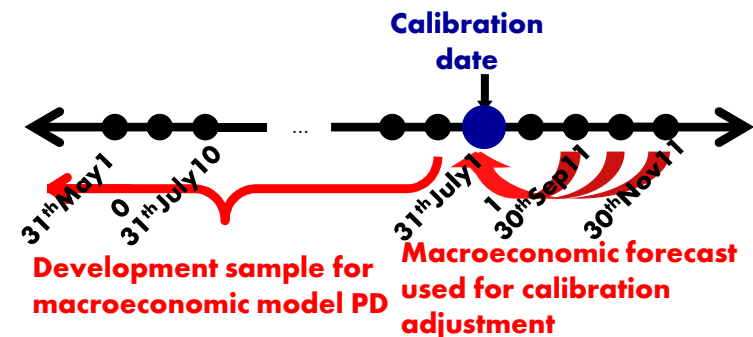 Calibration
date
...
31thMay1
0
31thJuly10
31thJuly1
1
30thSep11
30thNov11
Development sample for
macroeconomic model PD
Macroeconomic forecast
used for calibration
adjustment